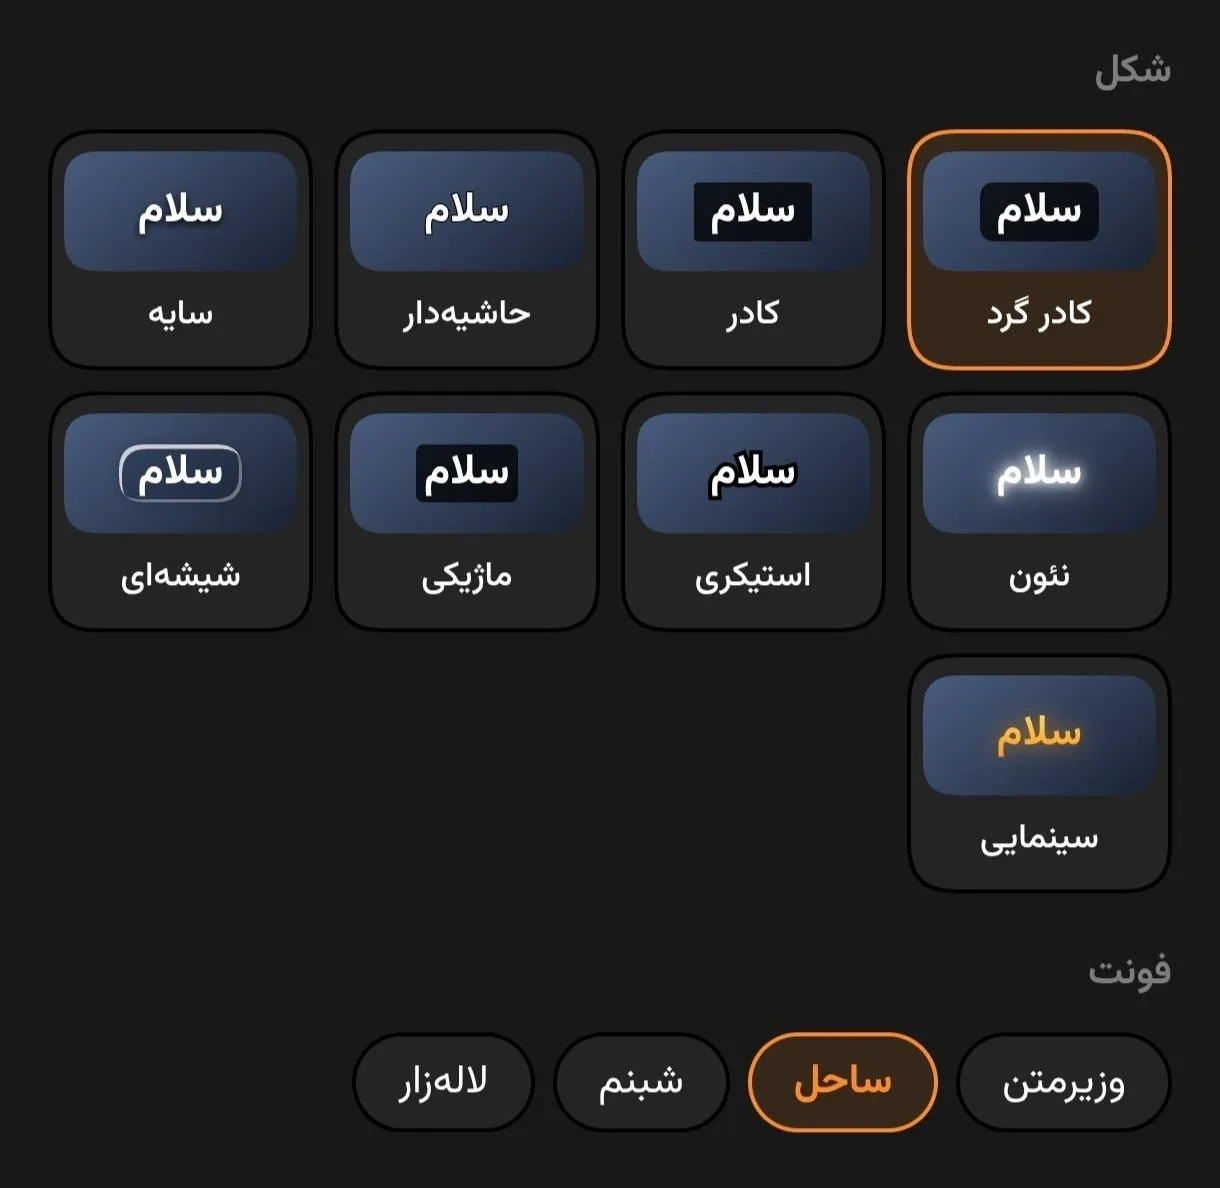 شکل
سلام سلام سلام سلام
کادر گرد کادر حاشیه‌دار سایه
سلام سلام سلام سلام
نئون استیکری ماژیکی شیشه‌ای
سلام
سینمایی
فونت
وزیرمتن ساحل شبنم لاله‌زار